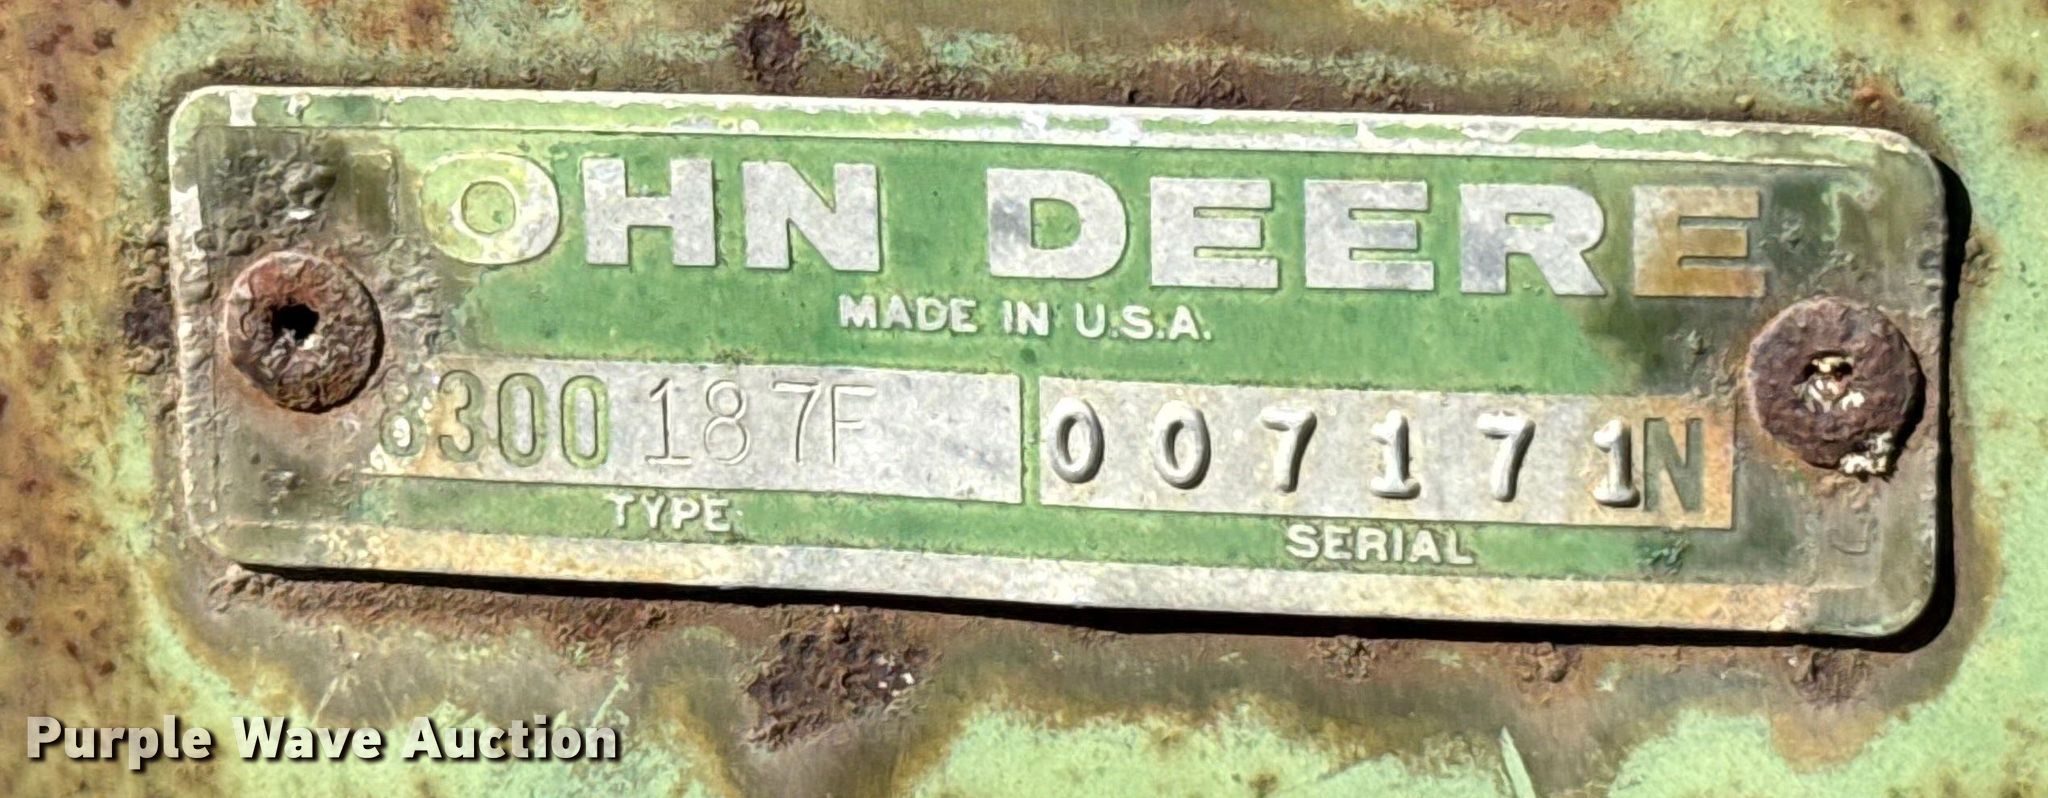 OHN DEERE
MADE IN U.S.A.
8300 187F 007171N
TYPE SERIAL
Purple Wave Auction